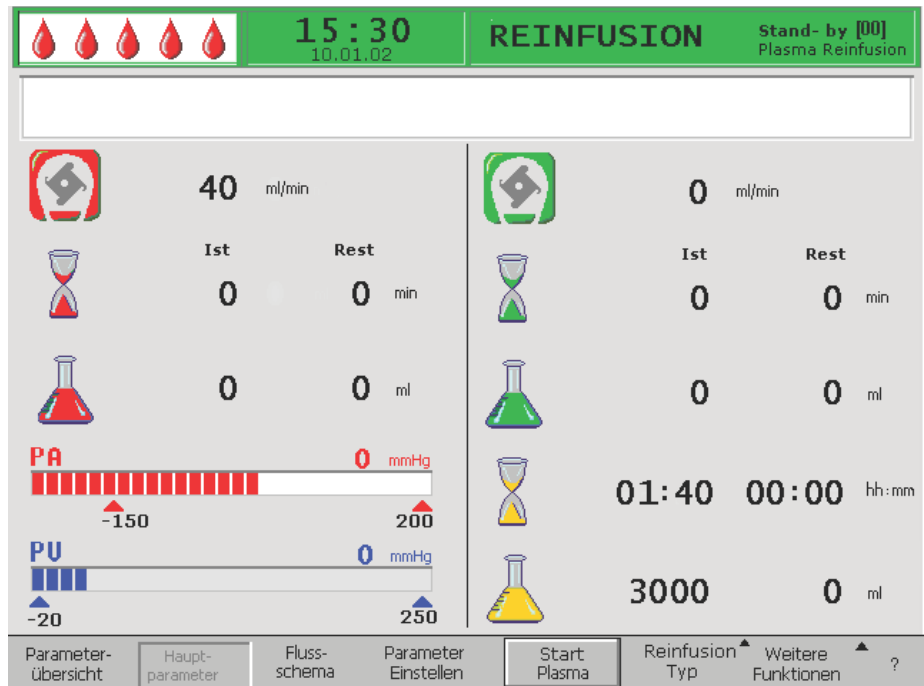 15:30
10.01.02
REINFUSION
Stand- by [00]
Plasma Reinfusion
40 ml/min
Ist Rest
0 0 min
0 0 ml
PA 0 mmHg
-150 200
PV 0 mmHg
-20 250
0 ml/min
Ist Rest
0 0 min
0 0 ml
01:40 00:00 hh:mm
3000 0 ml
Parameter-
übersicht
Haupt-
parameter
Fluss-
schema
Parameter
Einstellen
Start
Plasma
Reinfusion
Typ
Weitere
Funktionen
?